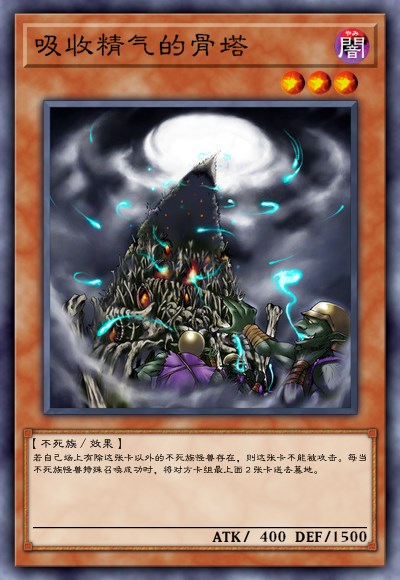 吸收精气的骨塔
やみ
闇
【不死族／效果】
若自己场上有除这张卡以外的不死族怪兽存在，则这张卡不能被攻击。每当
不死族怪兽特殊召唤成功时，将对方卡组最上面２张卡送去墓地。
ATK/ 400 DEF/1500